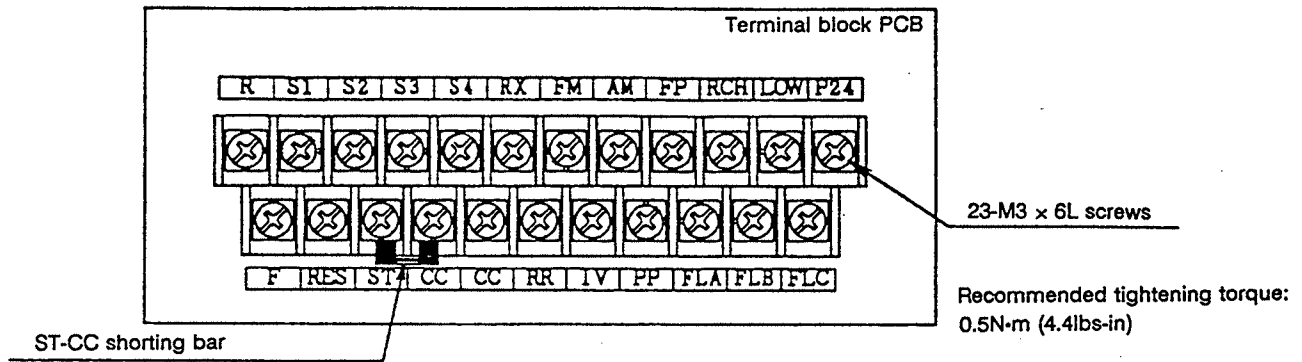 Terminal block PCB
R S1 S2 S3 S4 RX FM AM FP RCH LOW P24
23-M3 × 6L screws
F RES ST CC CC RR IV PP FLA FLB FLC
Recommended tightening torque:
0.5N·m (4.4lbs-in)
ST-CC shorting bar